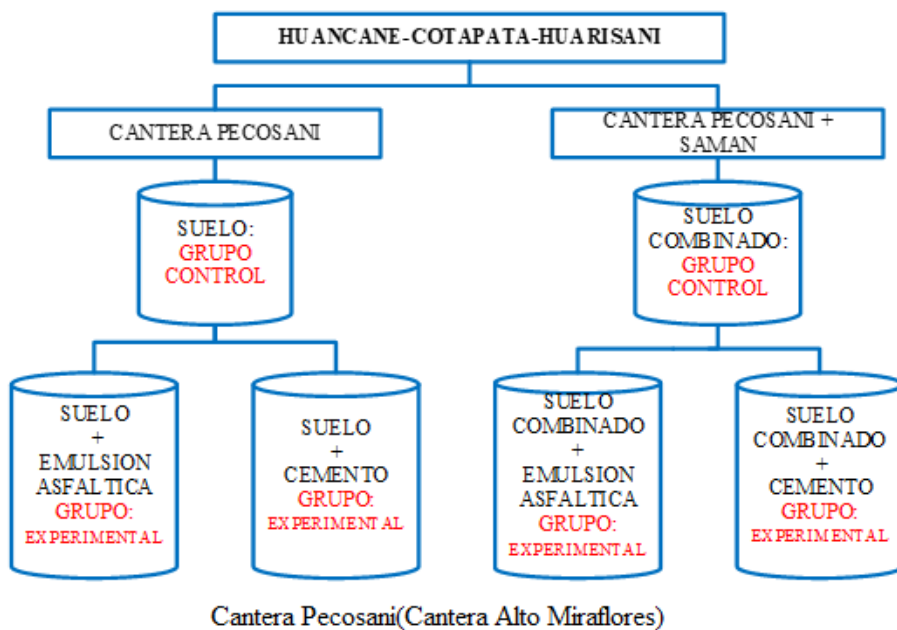 HUANCANE-COTAPATA-HUARISANI
CANTERA PECOSANI
CANTERA PECOSANI +
SAMAN
SUELO:
GRUPO
CONTROL
SUELO
COMBINADO:
GRUPO
CONTROL
SUELO
+
EMULSION
ASFALTICA
GRUPO:
EXPERIMENTAL
SUELO
+
CEMENTO
GRUPO:
EXPERIMENTAL
SUELO
COMBINADO
+
EMULSION
ASFALTICA
GRUPO:
EXPERIMENTAL
SUELO
COMBINADO
+
CEMENTO
GRUPO:
EXPERIMENTAL
Cantera Pecosani(Cantera Alto Miraflores)